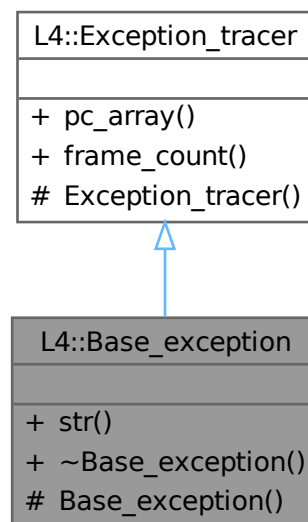 L4::Exception_tracer
+ pc_array()
+ frame_count()
# Exception_tracer()
L4::Base_exception
+ str()
+ ~Base_exception()
# Base_exception()